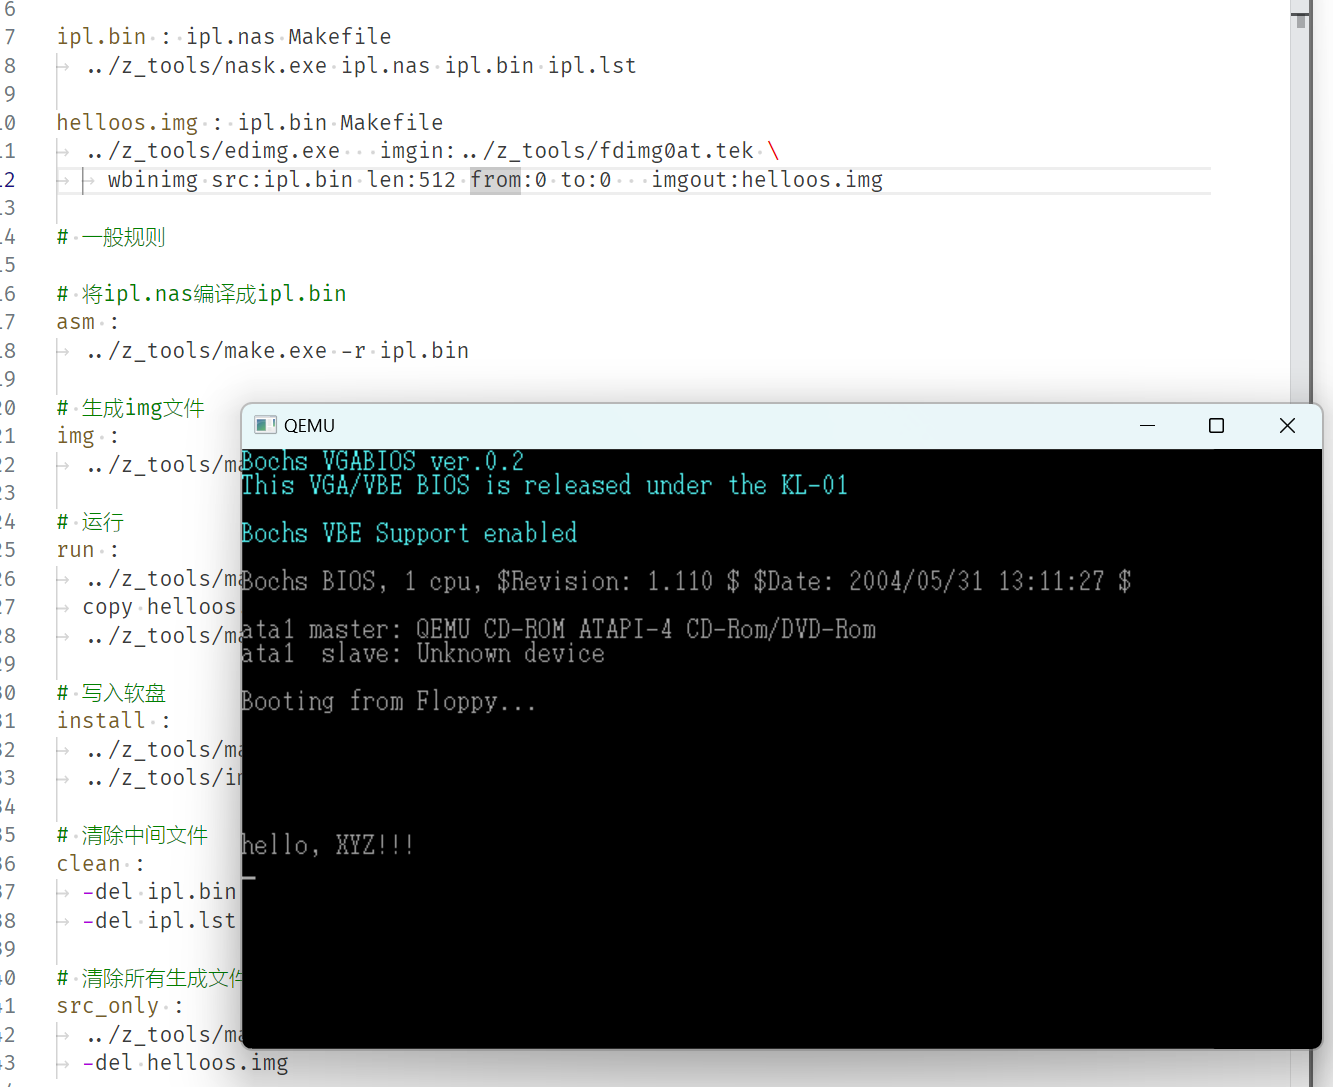 6
7 ipl.bin : ipl.nas Makefile
8 ../z_tools/nask.exe ipl.nas ipl.bin ipl.lst
9
10 helloos.img : ipl.bin Makefile
11 ../z_tools/edimg.exe   imgin:../z_tools/fdimg0at.tek \
12 wbinimg src:ipl.bin len:512 from:0 to:0   imgout:helloos.img
13
14 # 一般规则
15
16 # 将ipl.nas编译成ipl.bin
17 asm :
18 ../z_tools/make.exe -r ipl.bin
19
20 # 生成img文件
21 img :
22 ../z_tools/ma
23
24 # 运行
25 run :
26 ../z_tools/ma
27 copy helloos
28 ../z_tools/ma
29
30 # 写入软盘
31 install :
32 ../z_tools/ma
33 ../z_tools/im
34
35 # 清除中间文件
36 clean :
37 -del ipl.bin
38 -del ipl.lst
39
40 # 清除所有生成文件
41 src_only :
42 ../z_tools/ma
43 -del helloos.img
QEMU
Bochs VGABIOS ver.0.2
This VGA/VBE BIOS is released under the KL-01
Bochs VBE Support enabled
Bochs BIOS, 1 cpu, $Revision: 1.110 $ $Date: 2004/05/31 13:11:27 $
ata1 master: QEMU CD-ROM ATAPI-4 CD-Rom/DVD-Rom
ata1  slave: Unknown device
Booting from Floppy...
hello, XYZ!!!